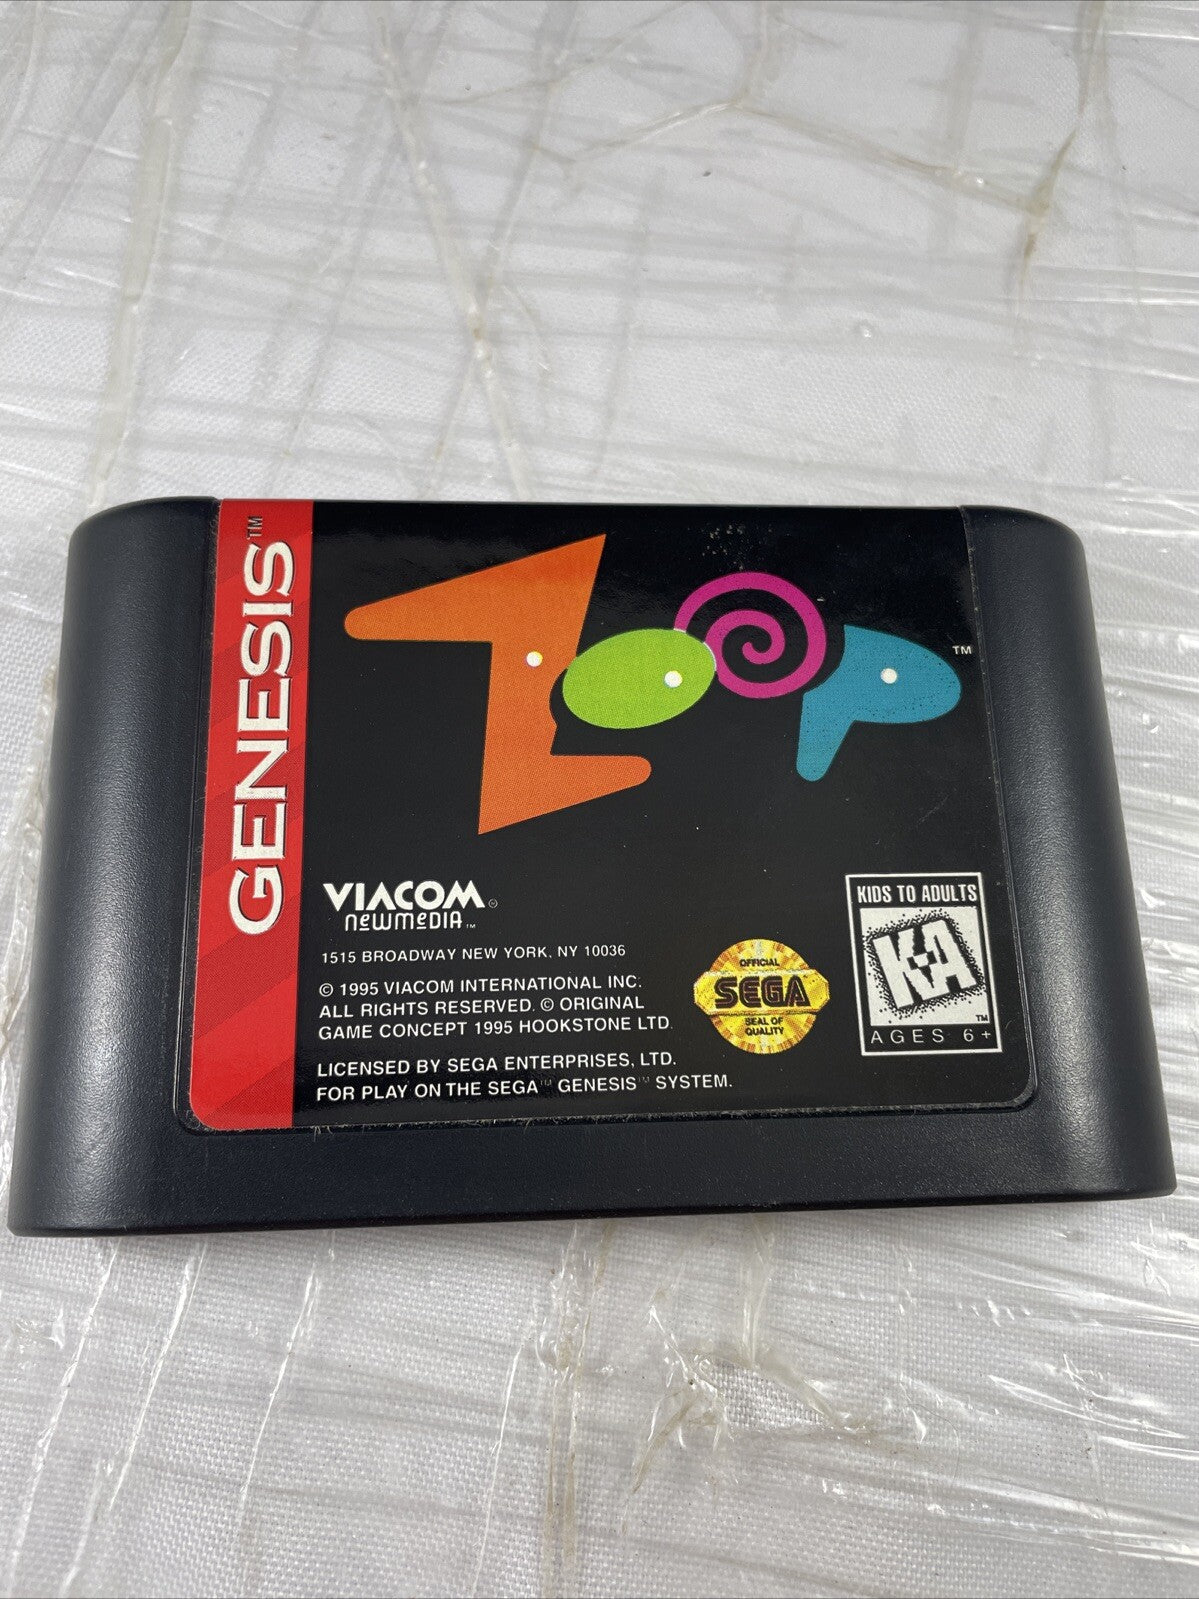 GENESIS™
ZOOP™
VIACOM®
newmedia™
1515 BROADWAY NEW YORK, NY 10036
© 1995 VIACOM INTERNATIONAL INC.
ALL RIGHTS RESERVED. © ORIGINAL
GAME CONCEPT 1995 HOOKSTONE LTD.
LICENSED BY SEGA ENTERPRISES, LTD.
FOR PLAY ON THE SEGA™ GENESIS™ SYSTEM.
OFFICIAL
SEGA
SEAL OF
QUALITY
KIDS TO ADULTS
K-A
™
AGES 6+